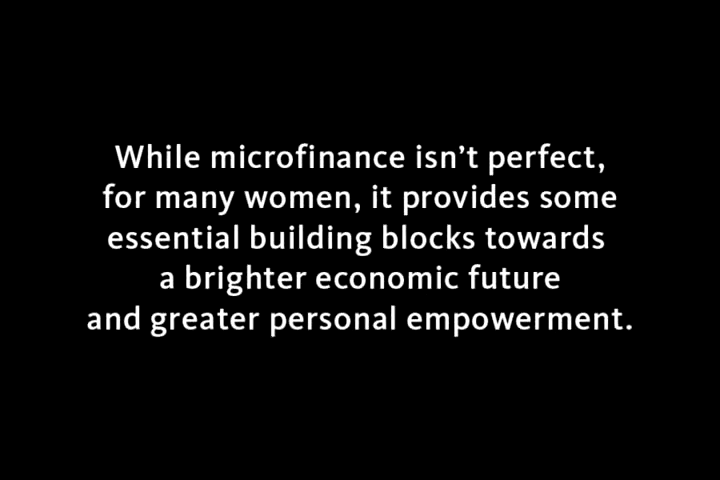 While microfinance isn’t perfect,
for many women, it provides some
essential building blocks towards
a brighter economic future
and greater personal empowerment.